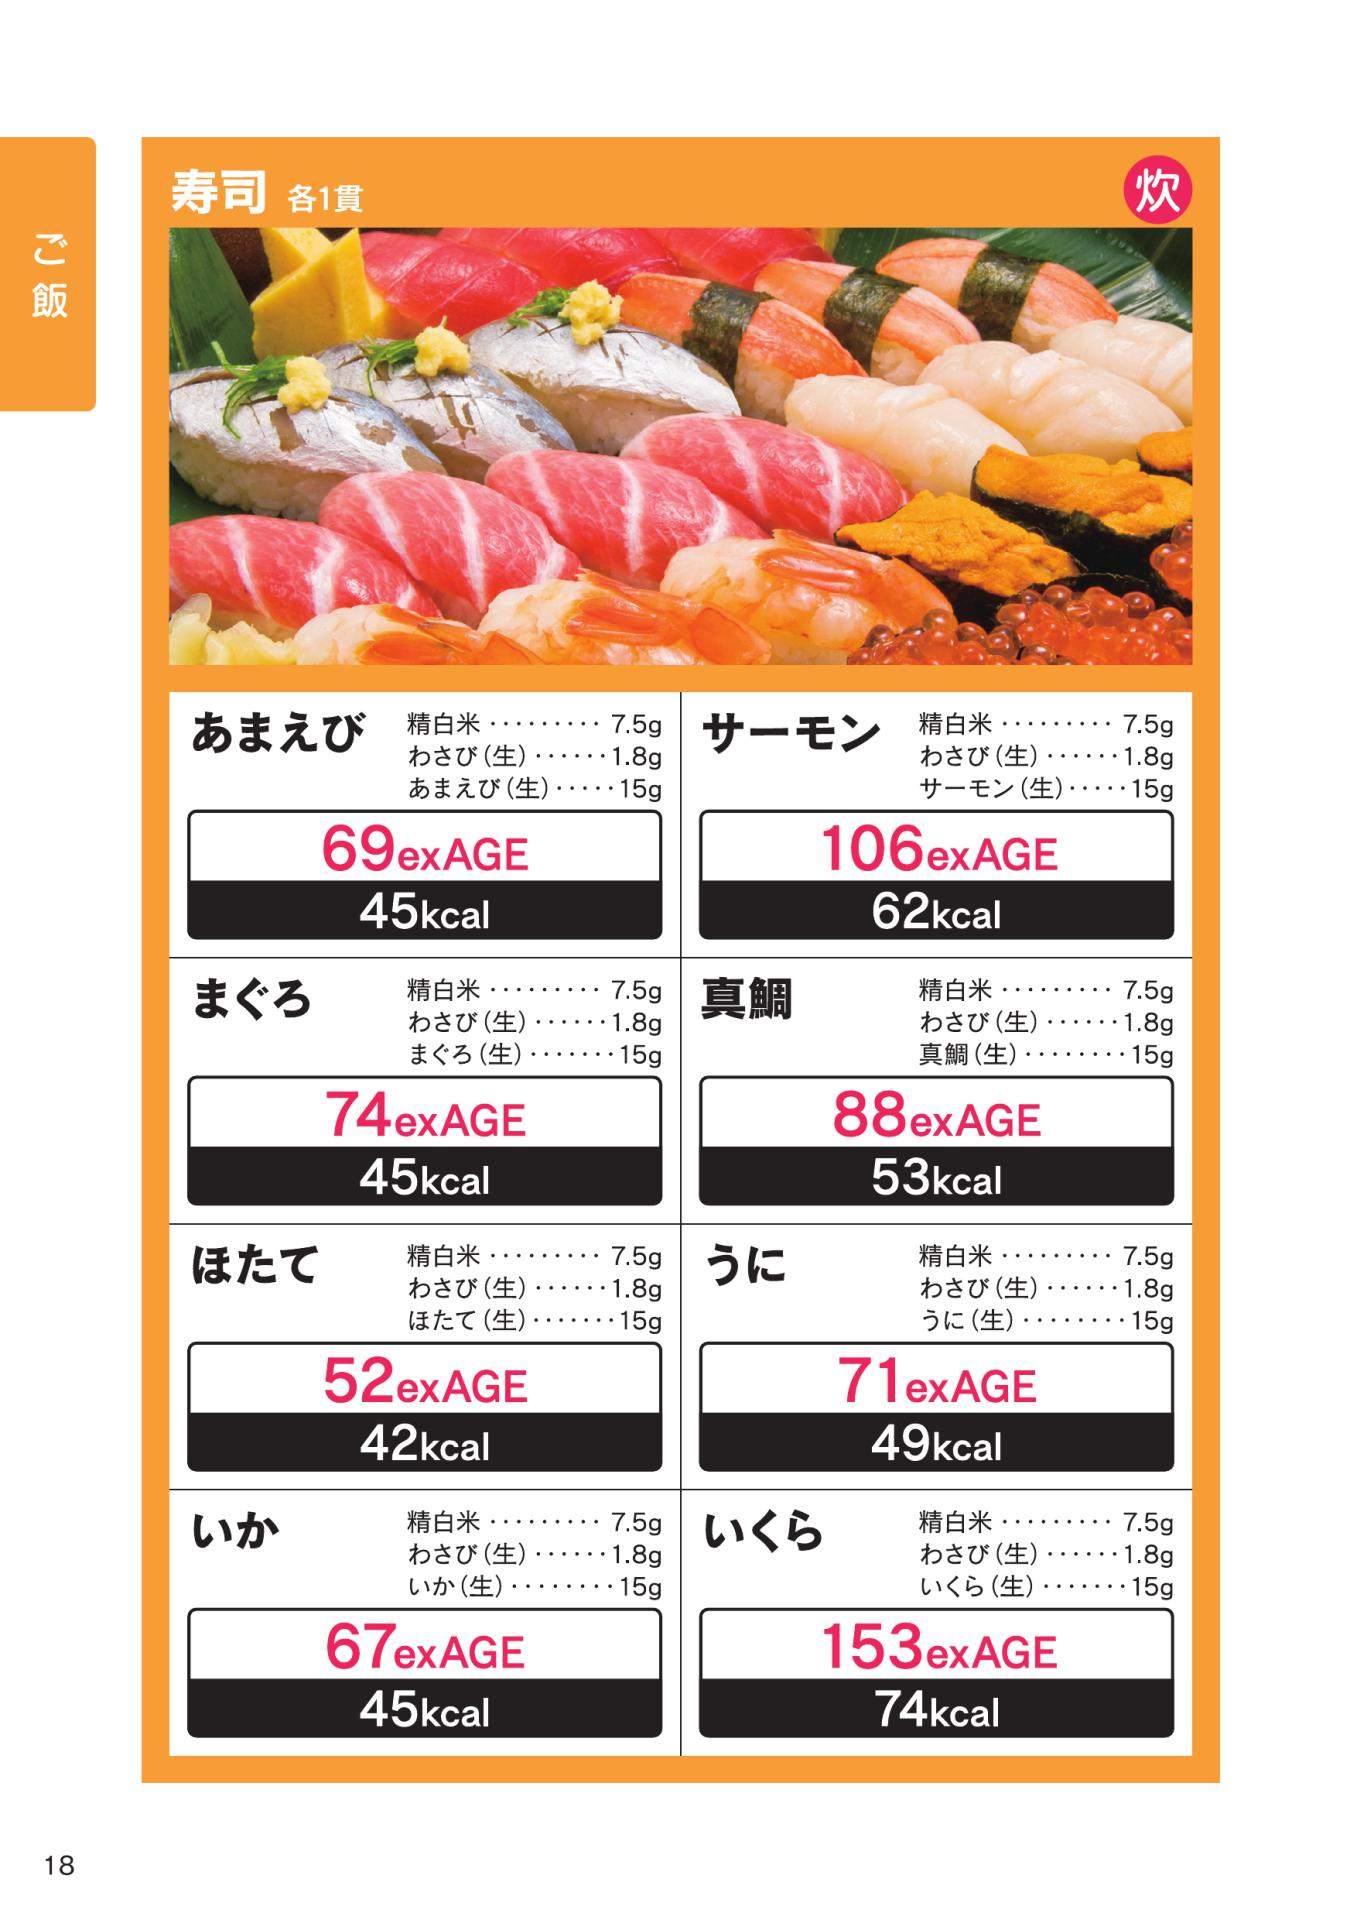 ご飯
寿司 各1貫
炊
あまえび
精白米 ········· 7.5g
わさび（生）······1.8g
あまえび（生）·····15g
69exAGE
45kcal
サーモン
精白米 ········· 7.5g
わさび（生）······1.8g
サーモン（生）·····15g
106exAGE
62kcal
まぐろ
精白米 ········· 7.5g
わさび（生）······1.8g
まぐろ（生）·······15g
74exAGE
45kcal
真鯛
精白米 ········· 7.5g
わさび（生）······1.8g
真鯛（生）········15g
88exAGE
53kcal
ほたて
精白米 ········· 7.5g
わさび（生）······1.8g
ほたて（生）·······15g
52exAGE
42kcal
うに
精白米 ········· 7.5g
わさび（生）······1.8g
うに（生）········15g
71exAGE
49kcal
いか
精白米 ········· 7.5g
わさび（生）······1.8g
いか（生）········15g
67exAGE
45kcal
いくら
精白米 ········· 7.5g
わさび（生）······1.8g
いくら（生）·······15g
153exAGE
74kcal
18